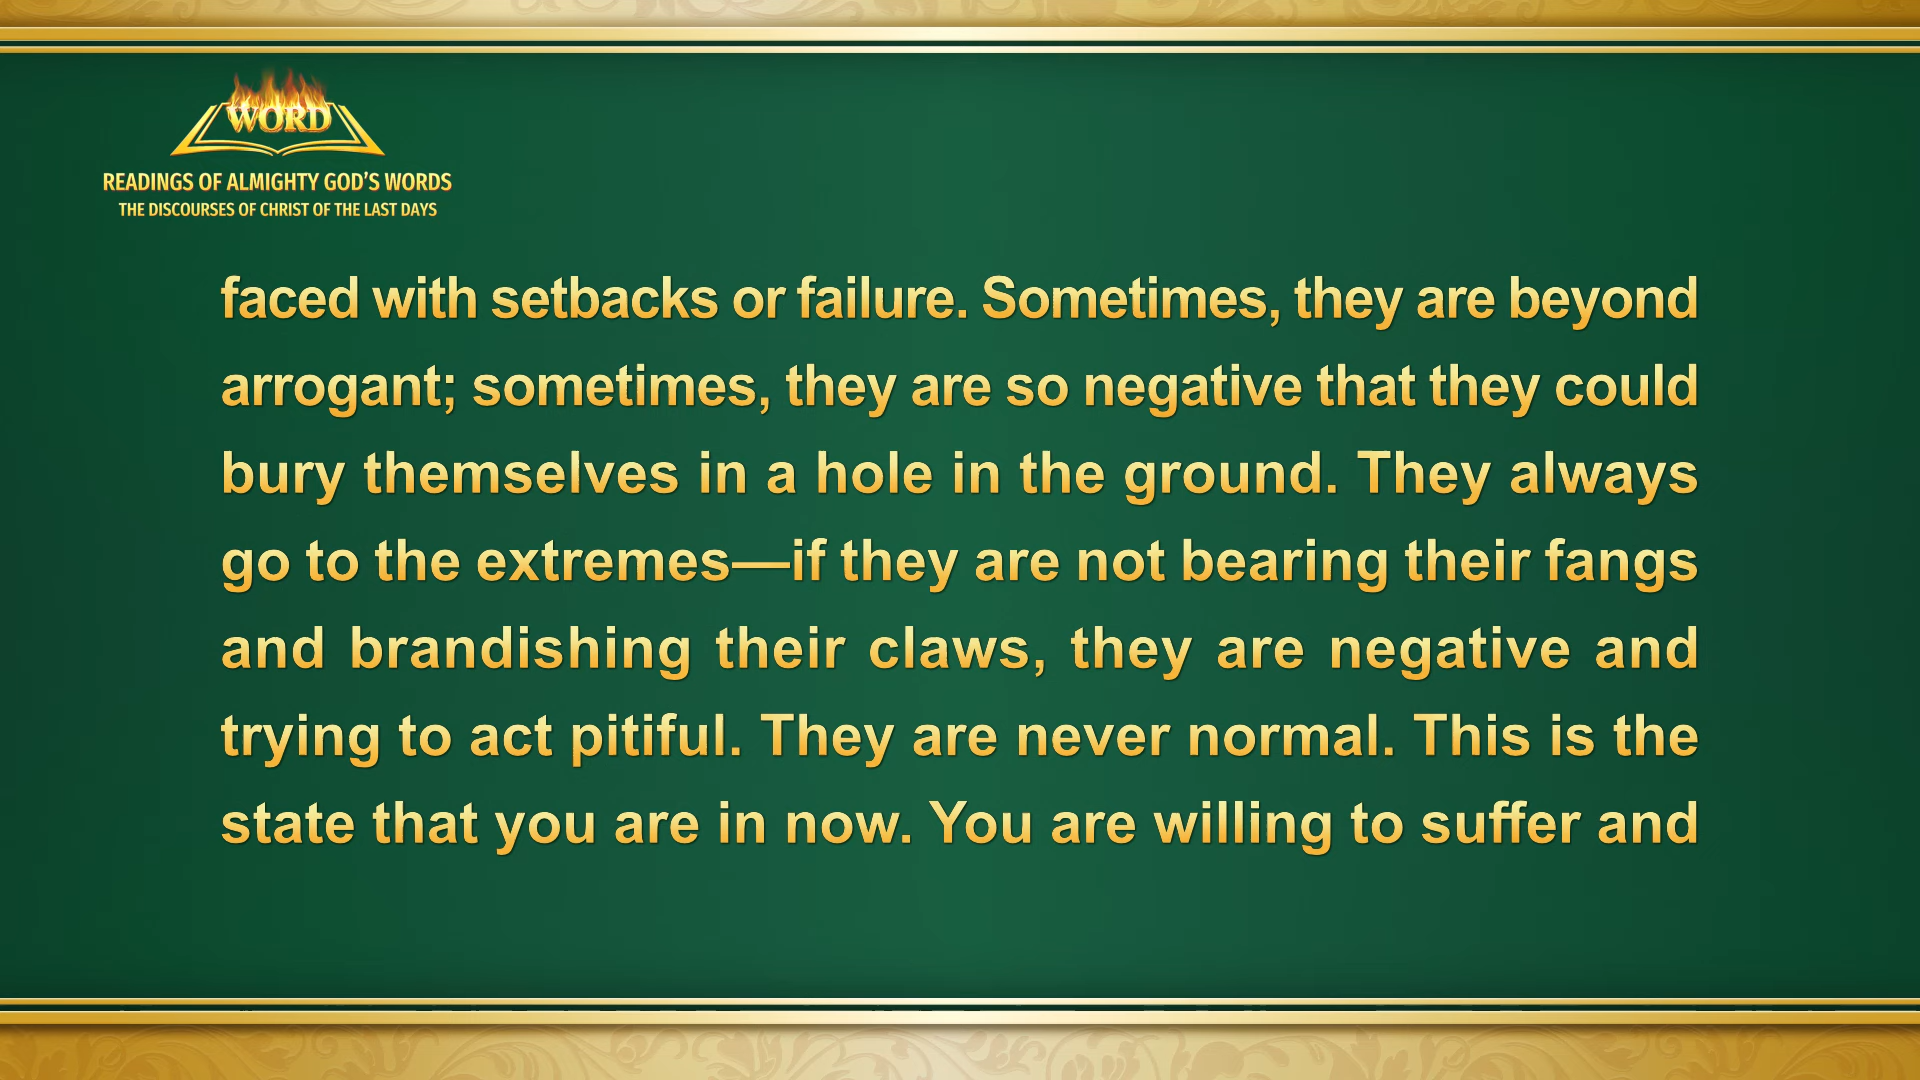 WORD
READINGS OF ALMIGHTY GOD'S WORDS
THE DISCOURSES OF CHRIST OF THE LAST DAYS
faced with setbacks or failure. Sometimes, they are beyond
arrogant; sometimes, they are so negative that they could
bury themselves in a hole in the ground. They always
go to the extremes—if they are not bearing their fangs
and brandishing their claws, they are negative and
trying to act pitiful. They are never normal. This is the
state that you are in now. You are willing to suffer and